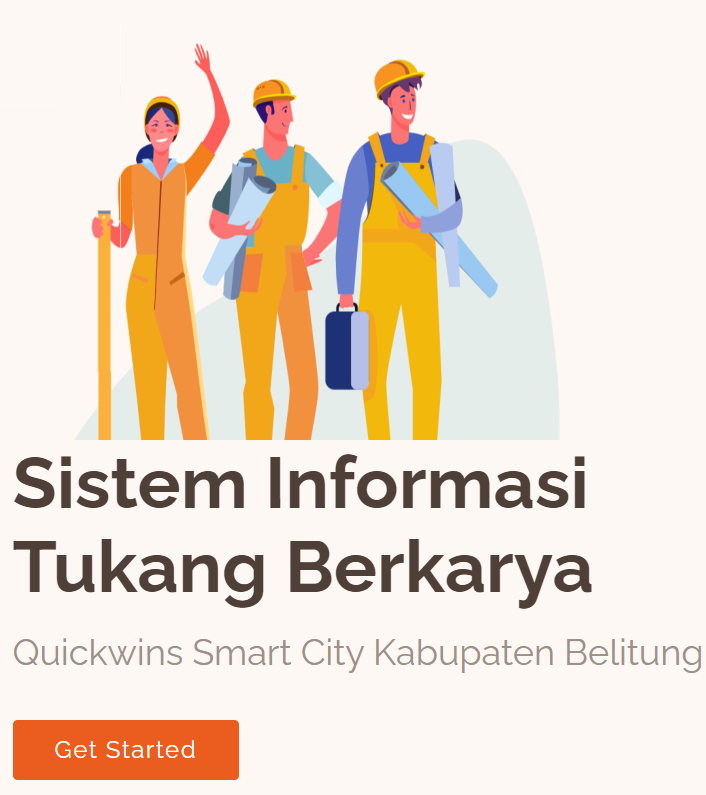 Sistem Informasi
Tukang Berkarya
Quickwins Smart City Kabupaten Belitung
Get Started